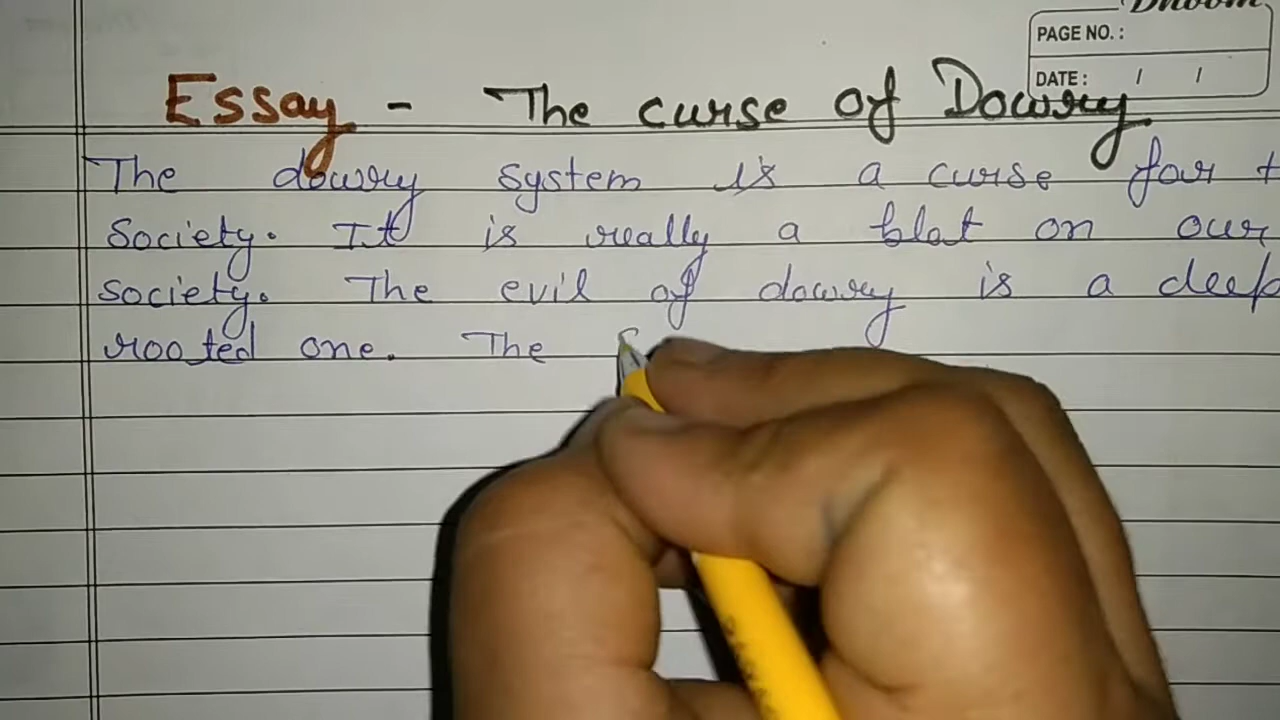 Dhoom
PAGE NO. :
DATE : / /
Essay - The curse of Dowry
The dowry system is a curse for
society. It is really a blot on our
society. The evil of dowry is a deep
rooted one. The